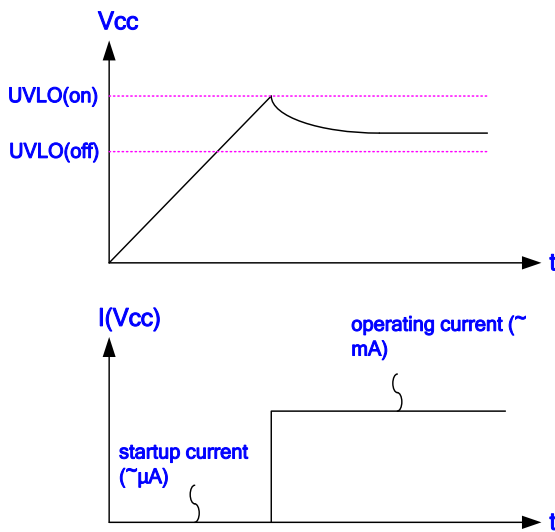 Vcc
UVLO(on)
UVLO(off)
t
I(Vcc)
operating current (~
mA)
startup current
(~μA)
t